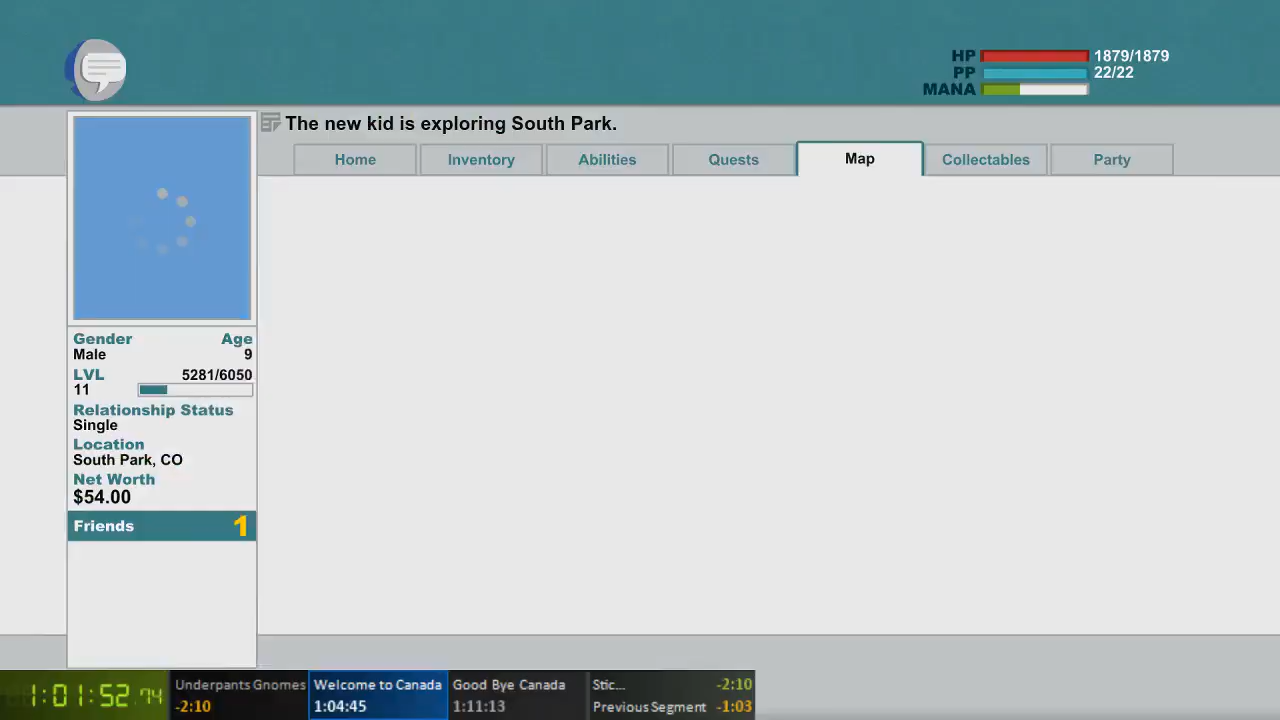 HP 1879/1879
PP 22/22
MANA
The new kid is exploring South Park.
Home Inventory Abilities Quests Map Collectables Party
Gender Age
Male 9
LVL 5281/6050
11
Relationship Status
Single
Location
South Park, CO
Net Worth
$54.00
Friends 1
1:01:52.74
Underpants Gnomes Welcome to Canada Good Bye Canada Stic... -2:10
-2:10 1:04:45 1:11:13 Previous Segment -1:03